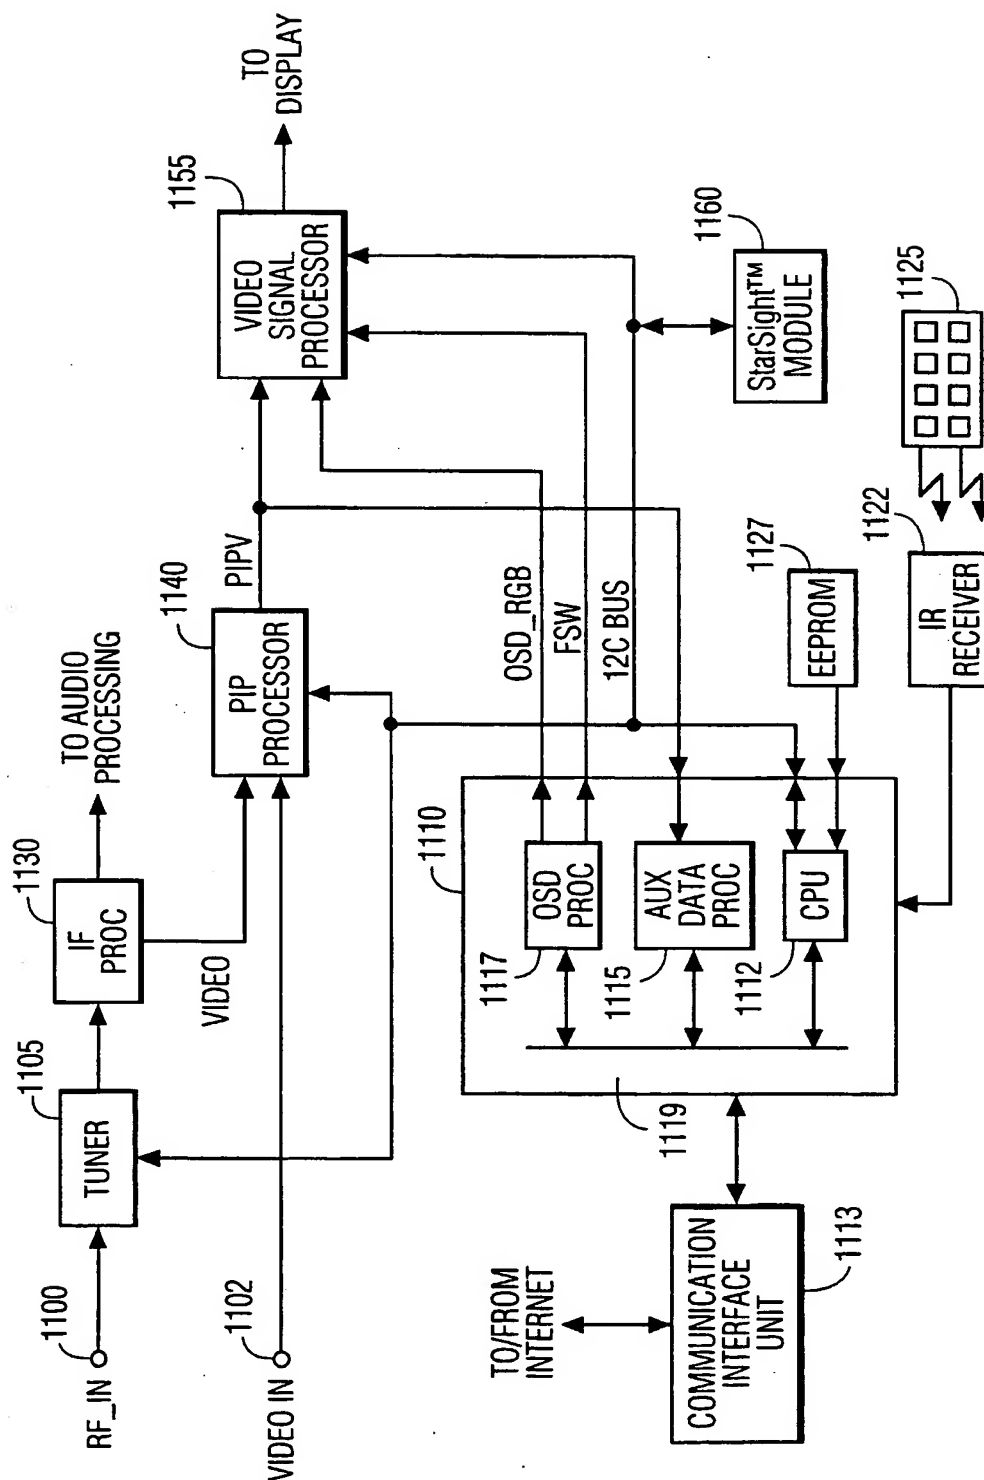 RF_IN
1100
TUNER
1105
IF
PROC
1130
TO AUDIO
PROCESSING
VIDEO
VIDEO IN
1102
PIP
PROCESSOR
1140
PIPV
VIDEO
SIGNAL
PROCESSOR
1155
TO
DISPLAY
OSD_RGB
FSW
12C BUS
1110
OSD
PROC
1117
AUX
DATA
PROC
1115
CPU
1112
1119
StarSight™
MODULE
1160
EEPROM
1127
IR
RECEIVER
1122
1125
TO/FROM
INTERNET
COMMUNICATION
INTERFACE
UNIT
1113